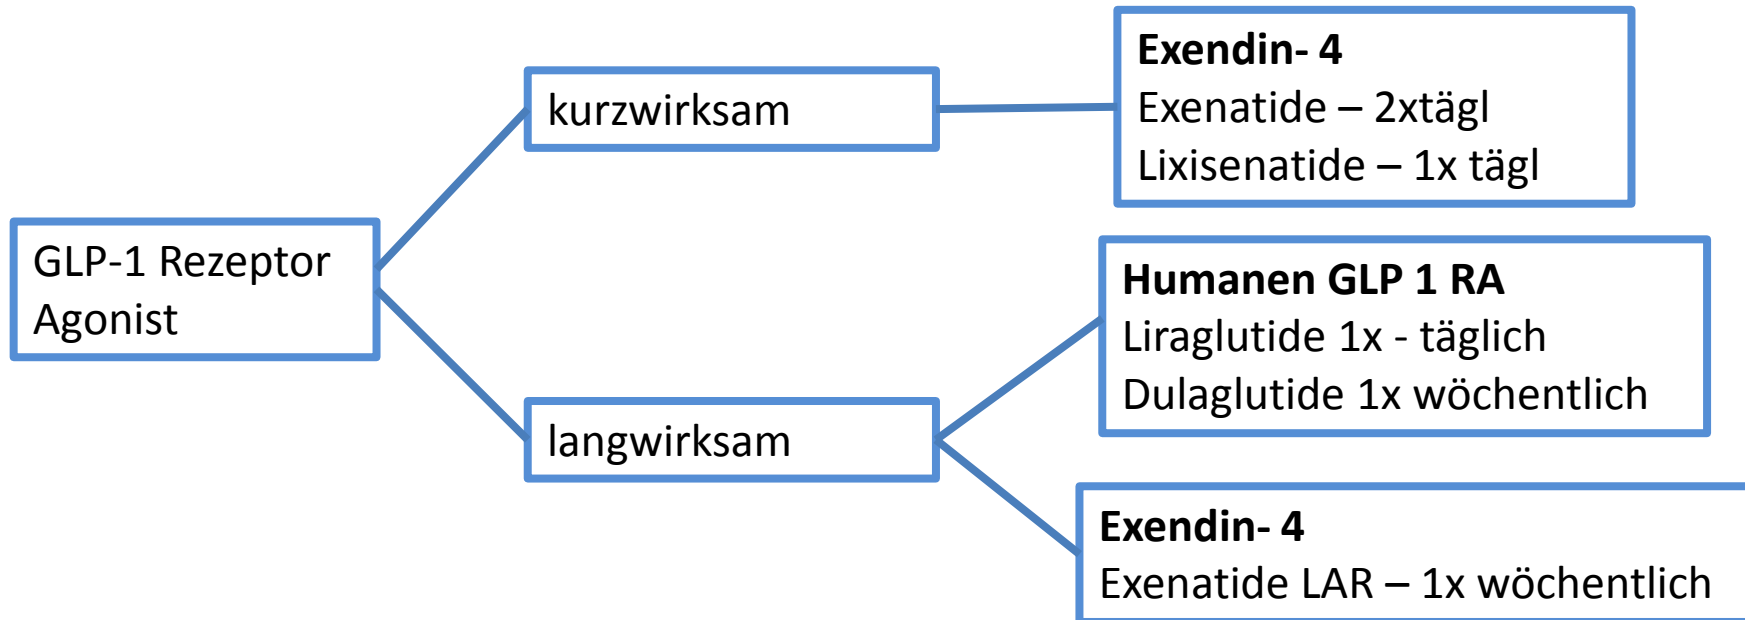 GLP-1 Rezeptor
Agonist
kurzwirksam
Exendin- 4
Exenatide – 2xtägl
Lixisenatide – 1x tägl
langwirksam
Humanen GLP 1 RA
Liraglutide 1x - täglich
Dulaglutide 1x wöchentlich
Exendin- 4
Exenatide LAR – 1x wöchentlich